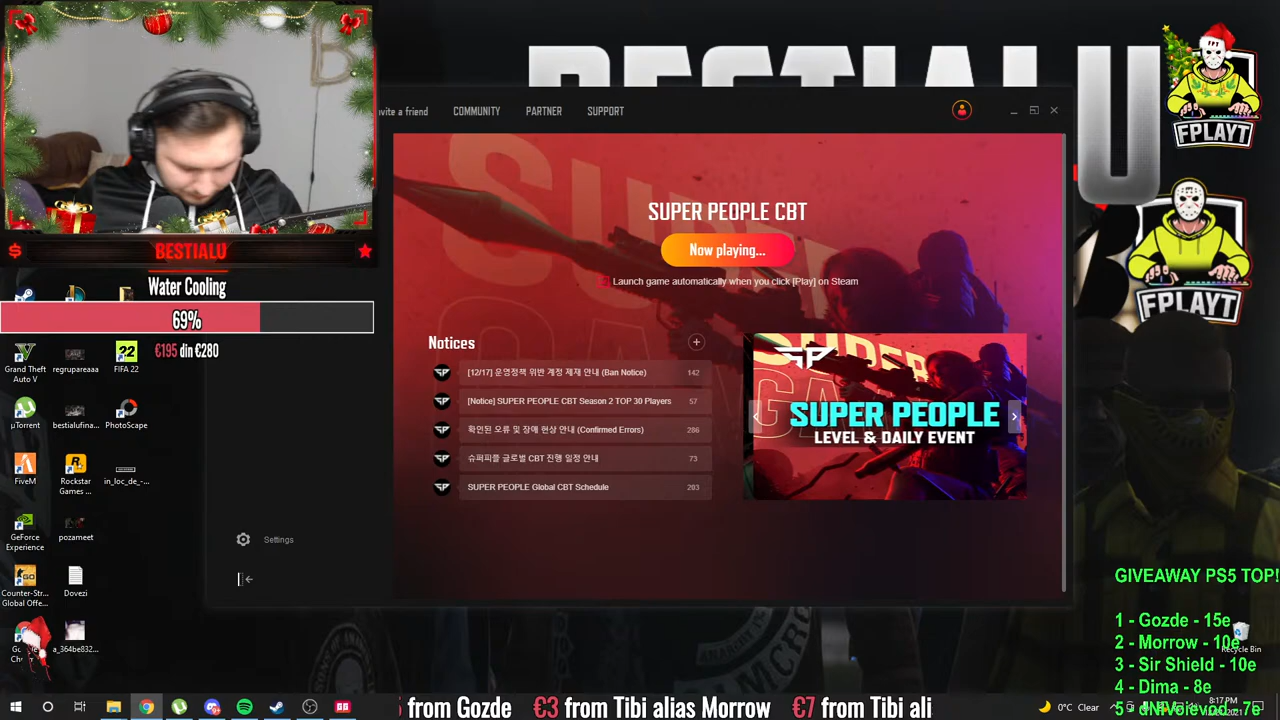 BESTIALU
vite a friend
COMMUNITY
PARTNER
SUPPORT
FPLAYT
FPLAYT
SUPER PEOPLE CBT
Now playing...
Launch game automatically when you click [Play] on Steam
BESTIALU
Water Cooling
69%
€195 din €280
Notices
[12/17] 운영정책 위반 계정 제재 안내 (Ban Notice) 142
[Notice] SUPER PEOPLE CBT Season 2 TOP 30 Players 57
확인된 오류 및 장애 현상 안내 (Confirmed Errors) 286
슈퍼피플 글로벌 CBT 진행 일정 안내 73
SUPER PEOPLE Global CBT Schedule 203
SUPER PEOPLE
LEVEL & DAILY EVENT
Grand Theft
Auto V
regrupareaaa
FIFA 22
µTorrent
bestialufina...
PhotoScape
FiveM
Rockstar
Games ...
in_loc_de_-...
GeForce
Experience
pozameet
Counter-Str...
Global Offe...
Dovezi
a_364be832...
Settings
GIVEAWAY PS5 TOP!
1 - Gozde - 15e
2 - Morrow - 10e
3 - Sir Shield - 10e
4 - Dima - 8e
Recycle Bin
from Gozde €3 from Tibi alias Morrow €7 from Tibi ali
0°C Clear
8:17 PM